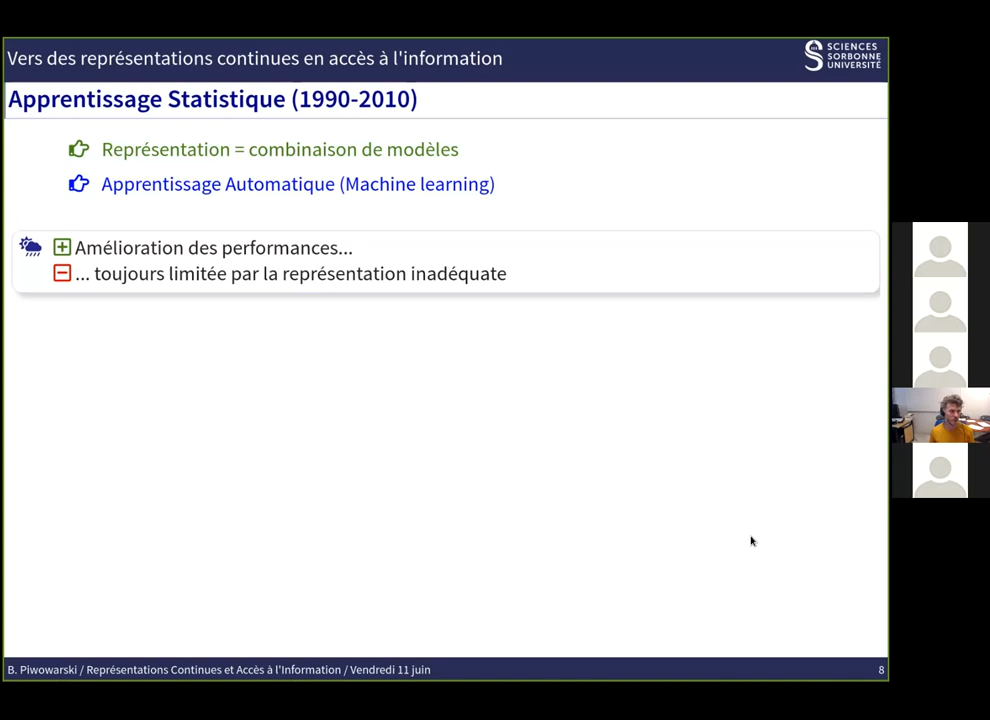 Vers des représentations continues en accès à l'information
SCIENCES
SORBONNE
UNIVERSITÉ
Apprentissage Statistique (1990-2010)
Représentation = combinaison de modèles
Apprentissage Automatique (Machine learning)
Amélioration des performances...
... toujours limitée par la représentation inadéquate
B. Piwowarski / Représentations Continues et Accès à l'Information / Vendredi 11 juin
8